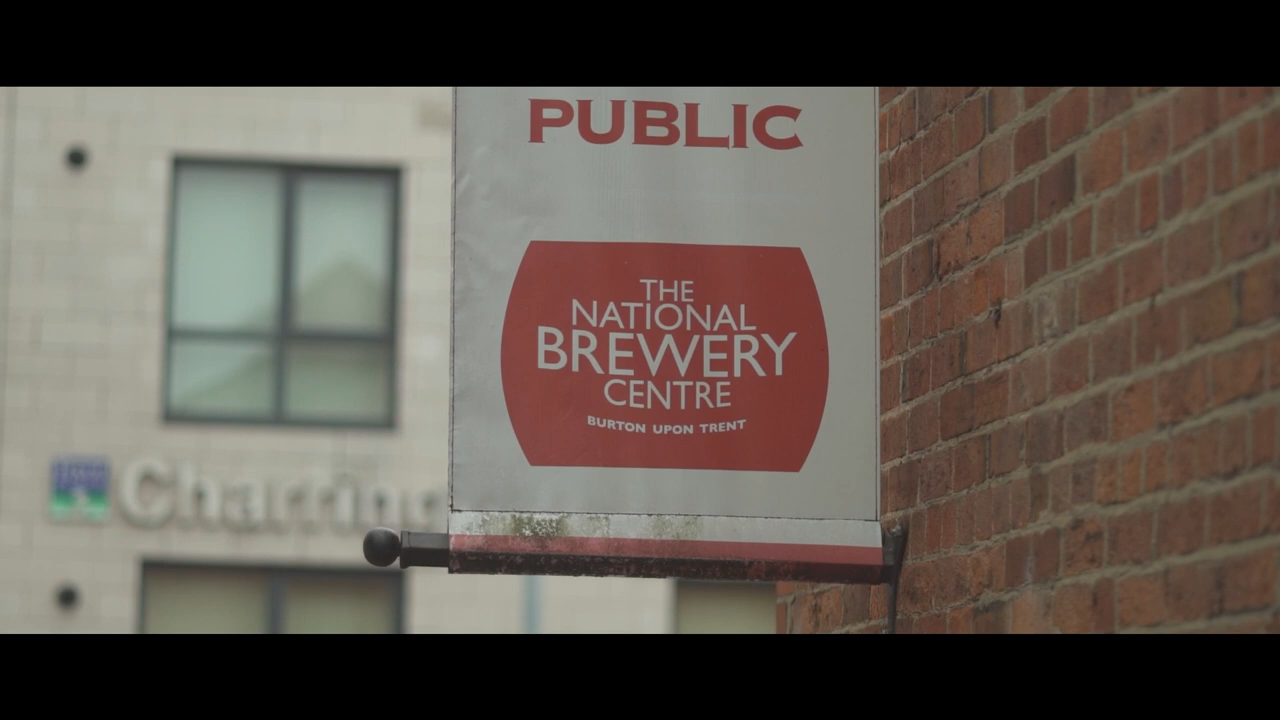 PUBLIC
THE
NATIONAL
BREWERY
CENTRE
BURTON UPON TRENT